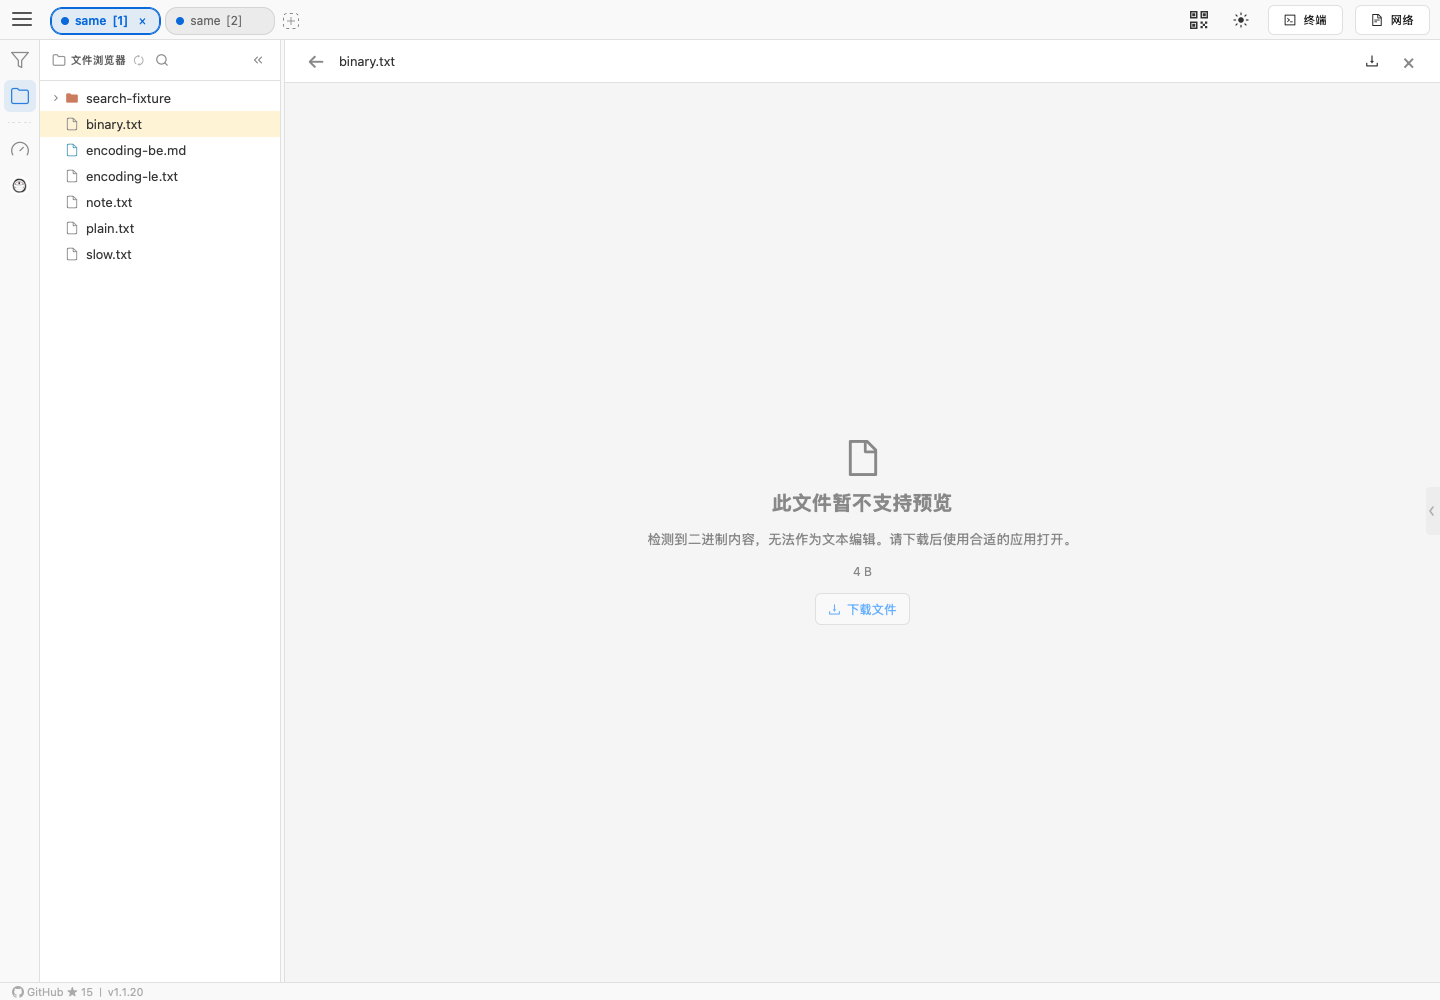 same [1] ×
same [2]
终端
网络
文件浏览器
binary.txt
search-fixture
binary.txt
encoding-be.md
encoding-le.txt
note.txt
plain.txt
slow.txt
此文件暂不支持预览
检测到二进制内容，无法作为文本编辑。请下载后使用合适的应用打开。
4 B
下载文件
GitHub ★ 15 | v1.1.20